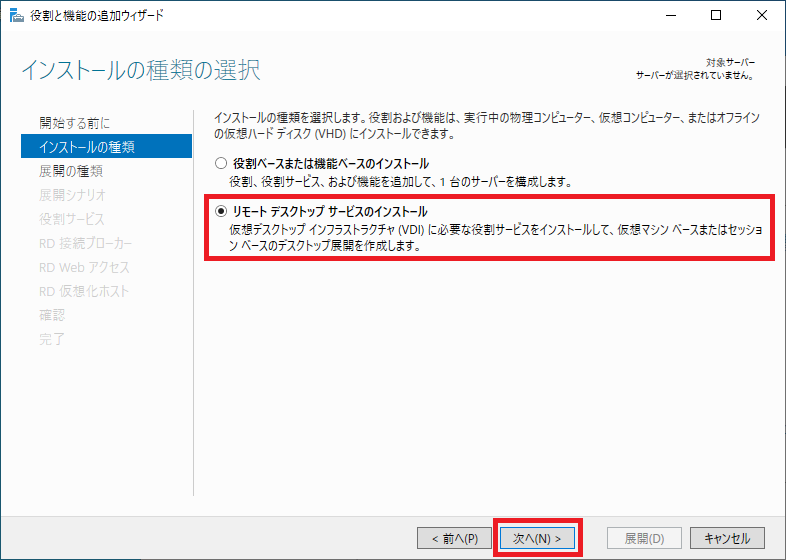 役割と機能の追加ウィザード
インストールの種類の選択
対象サーバー
サーバーが選択されていません。
開始する前に
インストールの種類
展開の種類
展開シナリオ
役割サービス
RD 接続ブローカー
RD Web アクセス
RD 仮想化ホスト
確認
完了
インストールの種類を選択します。役割および機能は、実行中の物理コンピューター、仮想コンピューター、またはオフライン
の仮想ハード ディスク (VHD) にインストールできます。
役割ベースまたは機能ベースのインストール
役割、役割サービス、および機能を追加して、1 台のサーバーを構成します。
リモート デスクトップ サービスのインストール
仮想デスクトップ インフラストラクチャ (VDI) に必要な役割サービスをインストールして、仮想マシン ベースまたはセッショ
ン ベースのデスクトップ展開を作成します。
< 前へ(P)
次へ(N) >
展開(D)
キャンセル